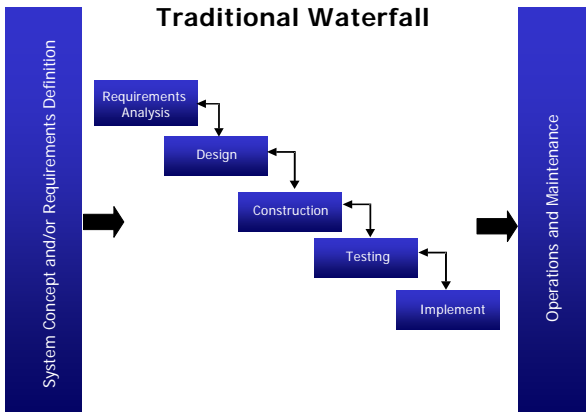 Traditional Waterfall
System Concept and/or Requirements Definition
Requirements
Analysis
Design
Construction
Testing
Implement
Operations and Maintenance